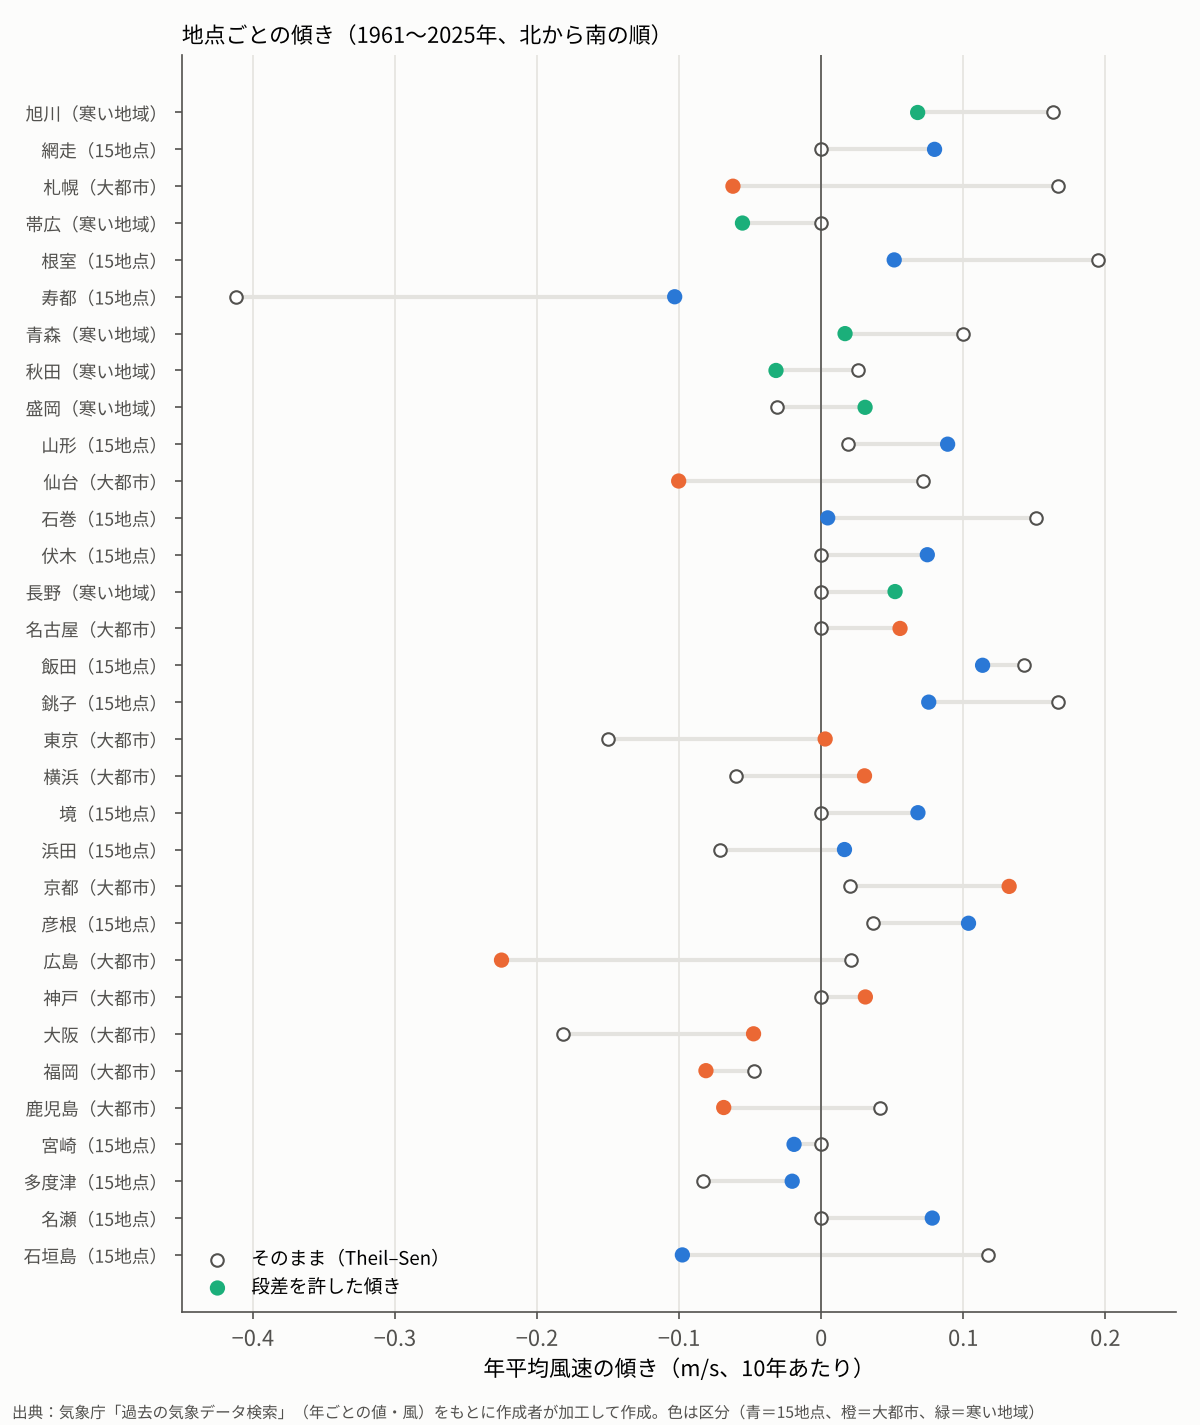 地点ごとの傾き（1961～2025年、北から南の順）
旭川（寒い地域）
網走（15地点）
札幌（大都市）
帯広（寒い地域）
根室（15地点）
寿都（15地点）
青森（寒い地域）
秋田（寒い地域）
盛岡（寒い地域）
山形（15地点）
仙台（大都市）
石巻（15地点）
伏木（15地点）
長野（寒い地域）
名古屋（大都市）
飯田（15地点）
銚子（15地点）
東京（大都市）
横浜（大都市）
境（15地点）
浜田（15地点）
京都（大都市）
彦根（15地点）
広島（大都市）
神戸（大都市）
大阪（大都市）
福岡（大都市）
鹿児島（大都市）
宮崎（15地点）
多度津（15地点）
名瀬（15地点）
石垣島（15地点）
そのまま（Theil–Sen）
段差を許した傾き
−0.4 −0.3 −0.2 −0.1 0 0.1 0.2
年平均風速の傾き（m/s、10年あたり）
出典：気象庁「過去の気象データ検索」（年ごとの値・風）をもとに作成者が加工して作成。色は区分（青＝15地点、橙＝大都市、緑＝寒い地域）